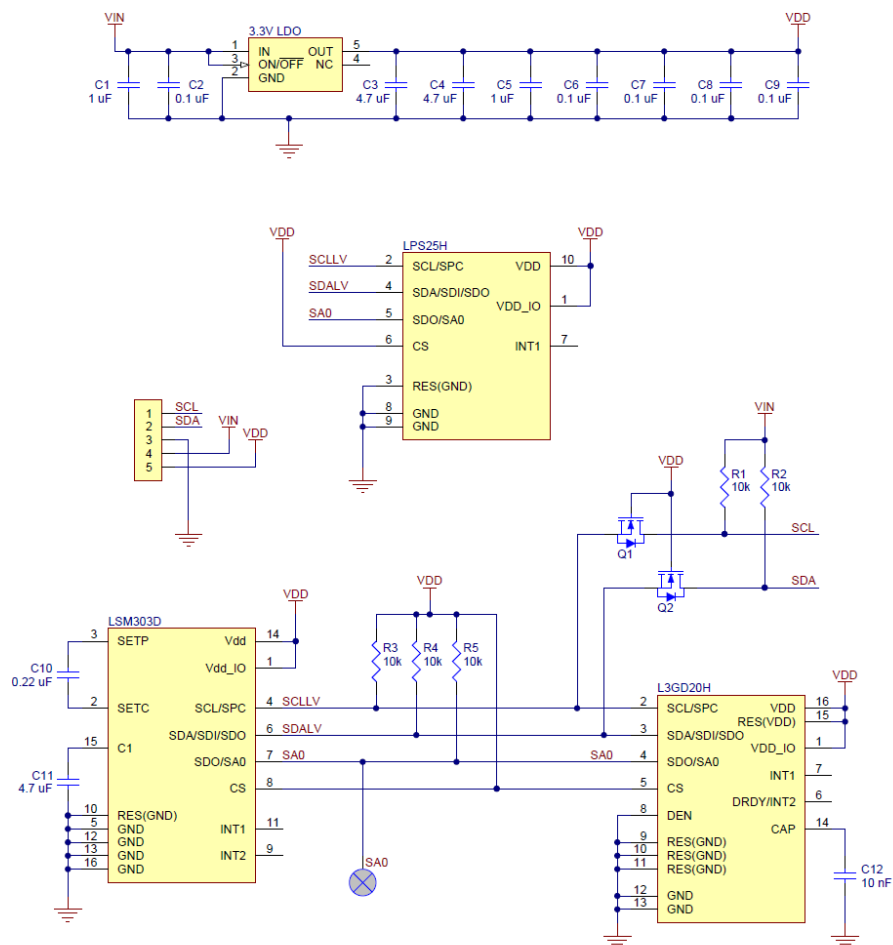 VIN
VDD
3.3V LDO
1 IN OUT 5
3 ON/OFF NC 4
2 GND
C1
1 uF
C2
0.1 uF
C3
4.7 uF
C4
4.7 uF
C5
1 uF
C6
0.1 uF
C7
0.1 uF
C8
0.1 uF
C9
0.1 uF
VDD
LPS25H
VDD
SCLLV 2 SCL/SPC VDD 10
SDALV 4 SDA/SDI/SDO
VDD_IO 1
SA0 5 SDO/SA0
6 CS INT1 7
3 RES(GND)
8 GND
9 GND
1 SCL
2 SDA
3 VIN
4 VDD
5
VIN
VDD
R1
10k
R2
10k
Q1
SCL
Q2
SDA
LSM303D
VDD
3 SETP Vdd 14
Vdd_IO 1
C10
0.22 uF
2 SETC SCL/SPC 4 SCLLV
SDA/SDI/SDO 6 SDALV
15 C1
SDO/SA0 7 SA0
C11
4.7 uF
CS 8
10 RES(GND)
5 GND
12 GND
13 GND
16 GND
INT1 11
INT2 9
VDD
R3
10k
R4
10k
R5
10k
SA0
SA0
L3GD20H
VDD
2 SCL/SPC VDD 16
RES(VDD) 15
3 SDA/SDI/SDO
VDD_IO 1
4 SDO/SA0
INT1 7
5 CS
DRDY/INT2 6
8 DEN
CAP 14
9 RES(GND)
10 RES(GND)
11 RES(GND)
12 GND
13 GND
C12
10 nF